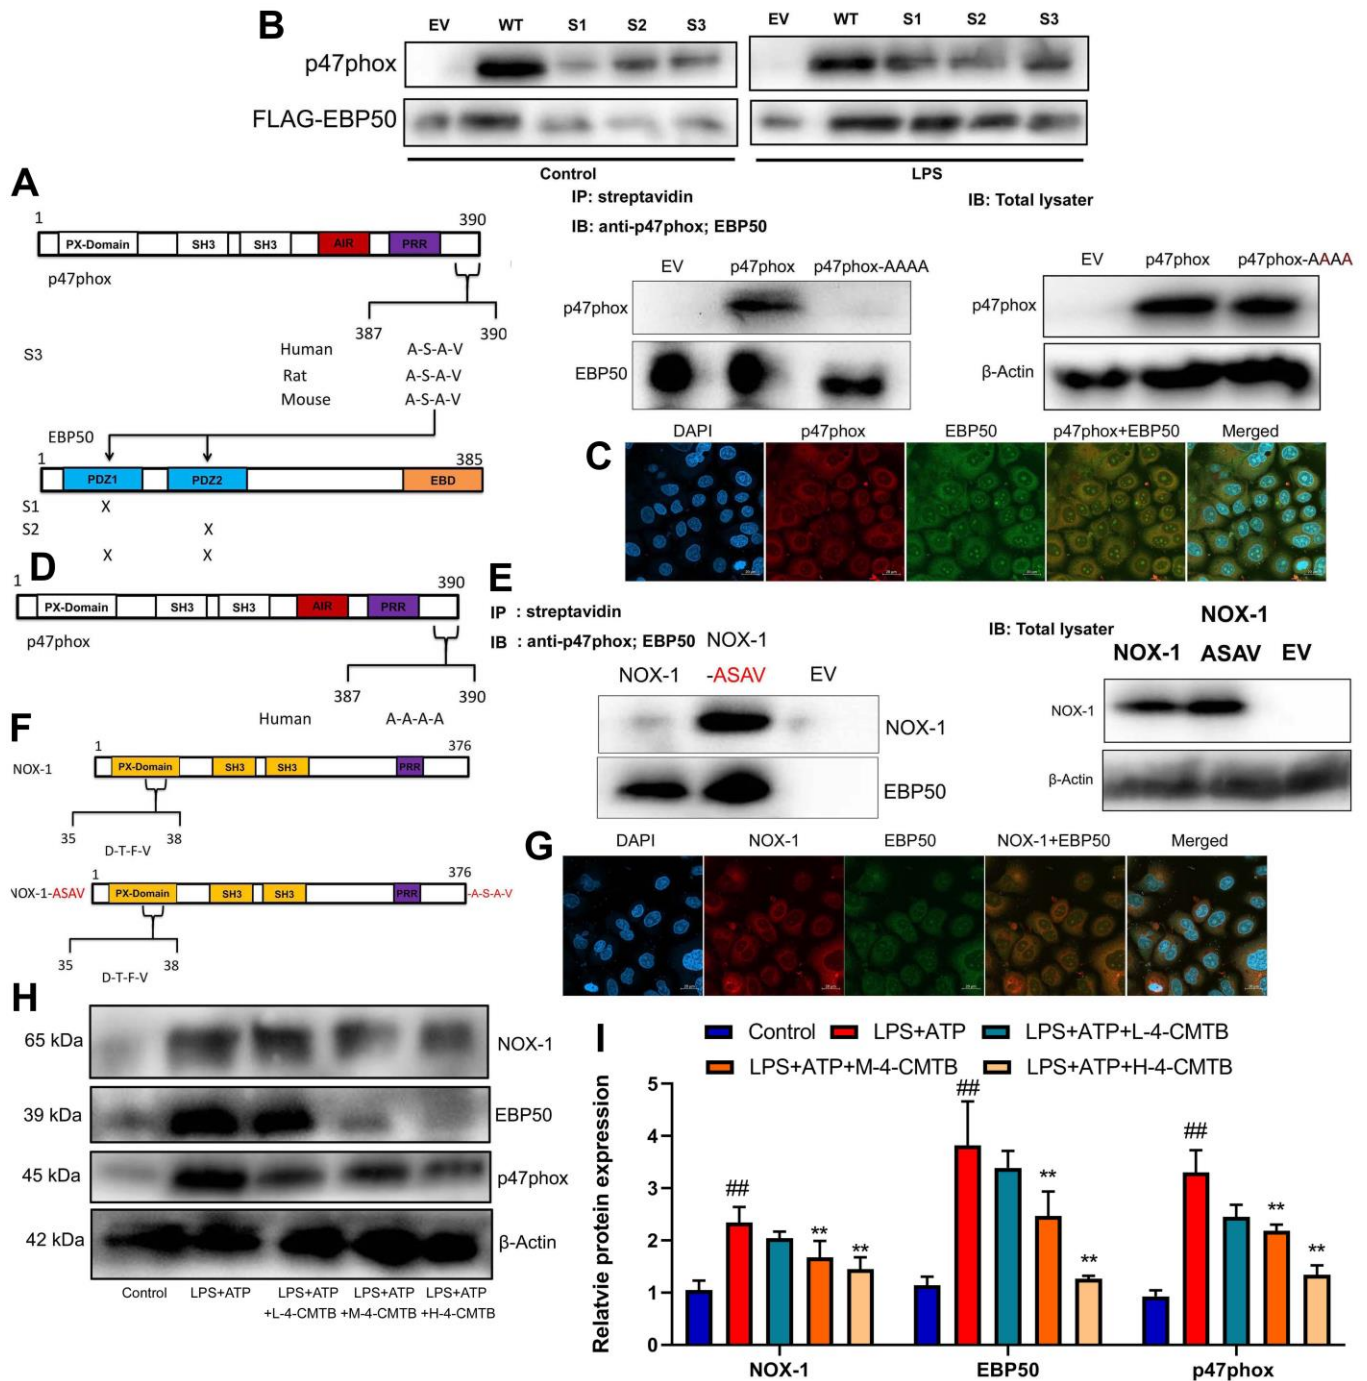 B
EV WT S1 S2 S3
EV WT S1 S2 S3
p47phox
FLAG-EBP50
Control
LPS
A
1 390
PX-Domain SH3 SH3 AIR PRR
p47phox
387 390
S3
Human A-S-A-V
Rat A-S-A-V
Mouse A-S-A-V
EBP50
1 385
PDZ1 PDZ2 EBD
S1 X
S2 X
X X
IP: streptavidin
IB: anti-p47phox; EBP50
IB: Total lysater
EV p47phox p47phox-AAAA
p47phox
EBP50
EV p47phox p47phox-AAAA
p47phox
β-Actin
C
DAPI p47phox EBP50 p47phox+EBP50 Merged
D
1 390
PX-Domain SH3 SH3 AIR PRR
p47phox
387 390
Human A-A-A-A
E
IP : streptavidin
IB : anti-p47phox; EBP50
NOX-1
NOX-1 -ASAV EV
NOX-1
EBP50
IB: Total lysater
NOX-1
NOX-1 ASAV EV
NOX-1
β-Actin
F
1 376
NOX-1
PX-Domain SH3 SH3 PRR
35 38
D-T-F-V
1 376
NOX-1-ASAV
PX-Domain SH3 SH3 PRR
-A-S-A-V
35 38
D-T-F-V
G
DAPI NOX-1 EBP50 NOX-1+EBP50 Merged
H
65 kDa NOX-1
39 kDa EBP50
45 kDa p47phox
42 kDa β-Actin
Control LPS+ATP LPS+ATP LPS+ATP LPS+ATP
+L-4-CMTB +M-4-CMTB +H-4-CMTB
I
Control LPS+ATP LPS+ATP+L-4-CMTB
LPS+ATP+M-4-CMTB LPS+ATP+H-4-CMTB
Relatvie protein expression
5
4
3
2
1
0
## ** **
## ** **
## ** **
NOX-1 EBP50 p47phox